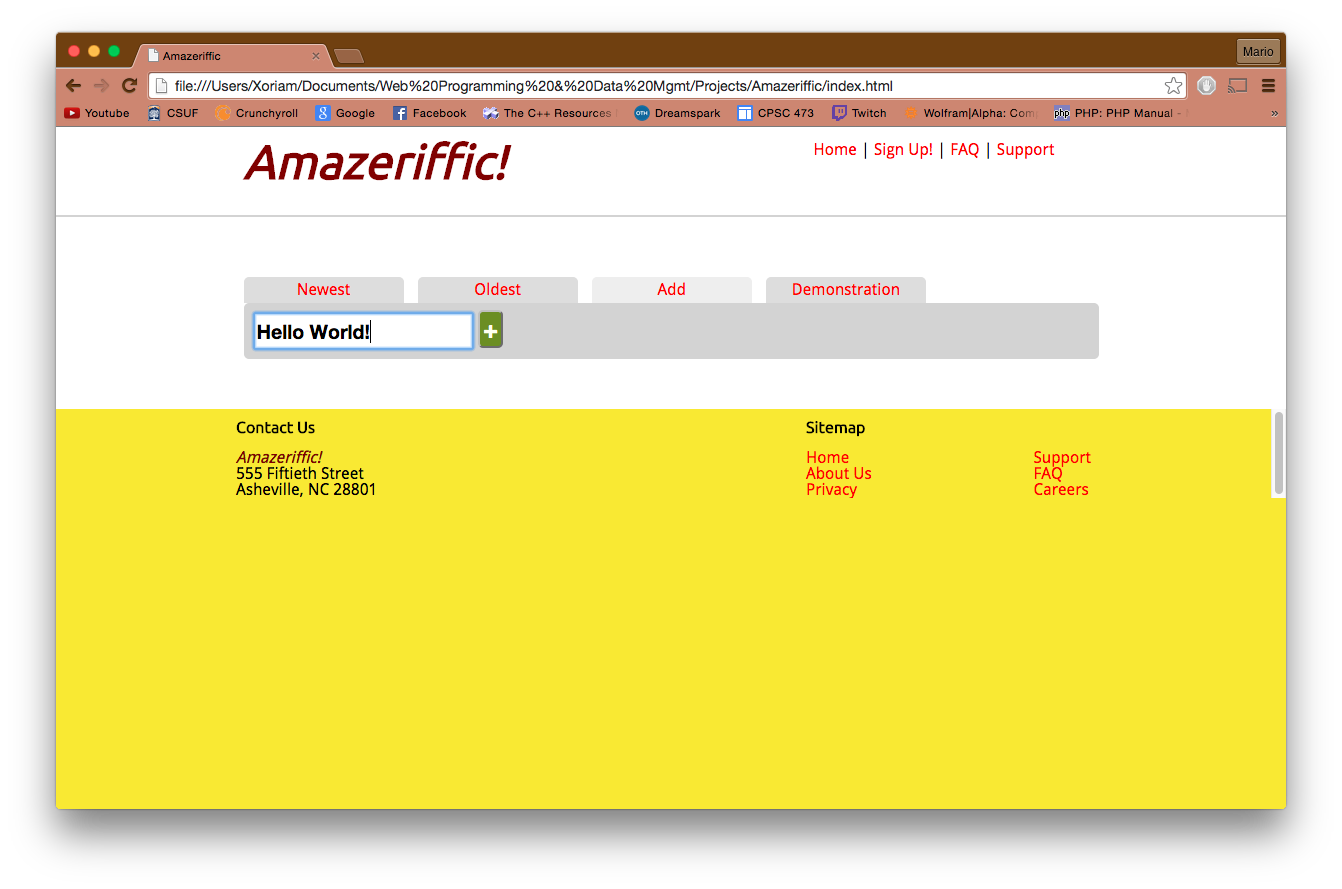 Amazeriffic
Mario
file:///Users/Xoriam/Documents/Web%20Programming%20&%20Data%20Mgmt/Projects/Amazeriffic/index.html
Youtube CSUF Crunchyroll Google Facebook The C++ Resources Dreamspark CPSC 473 Twitch Wolfram|Alpha: Com php PHP: PHP Manual - »
Amazeriffic!
Home | Sign Up! | FAQ | Support
Newest Oldest Add Demonstration
Hello World! +
Contact Us
Amazeriffic!
555 Fiftieth Street
Asheville, NC 28801
Sitemap
Home
About Us
Privacy
Support
FAQ
Careers